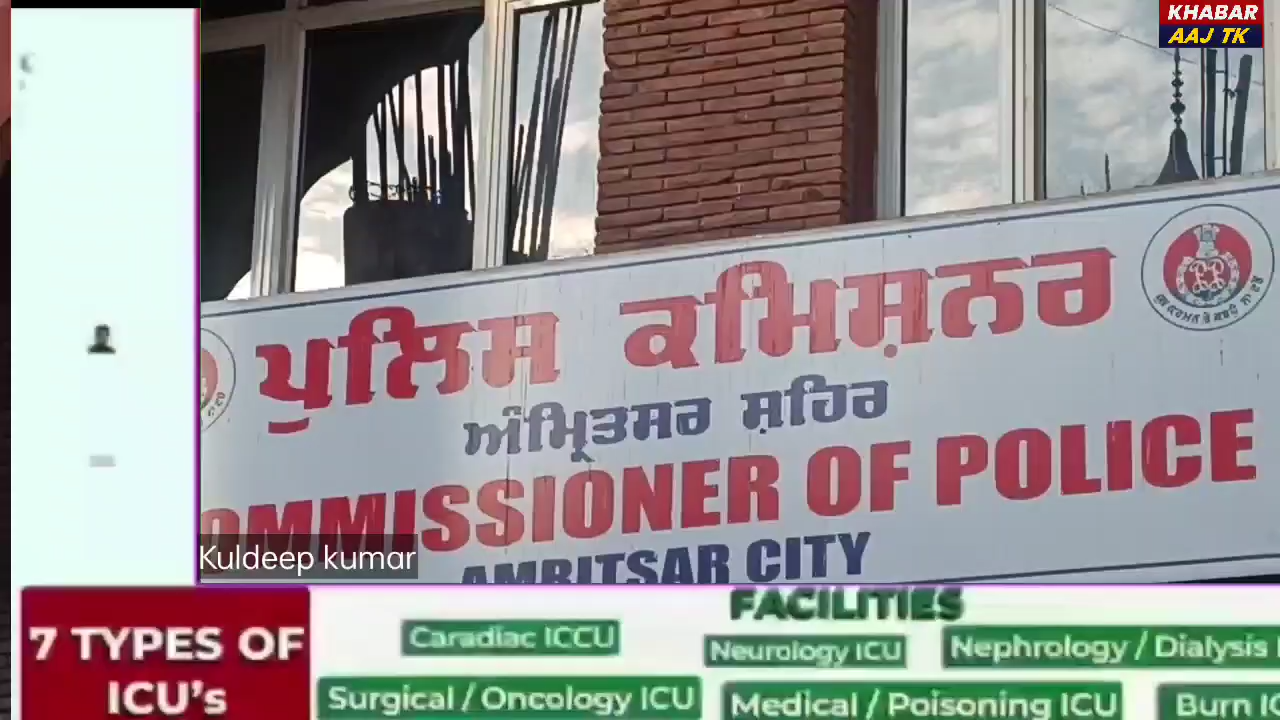 KHABAR
AAJ TK
ਪੁਲਿਸ ਕਮਿਸ਼ਨਰ
ਅੰਮ੍ਰਿਤਸਰ ਸ਼ਹਿਰ
OMMISSIONER OF POLICE
AMRITSAR CITY
Kuldeep kumar
7 TYPES OF
ICU's
FACILITIES
Caradiac ICCU
Neurology ICU
Nephrology / Dialysis
Surgical / Oncology ICU
Medical / Poisoning ICU
Burn IC